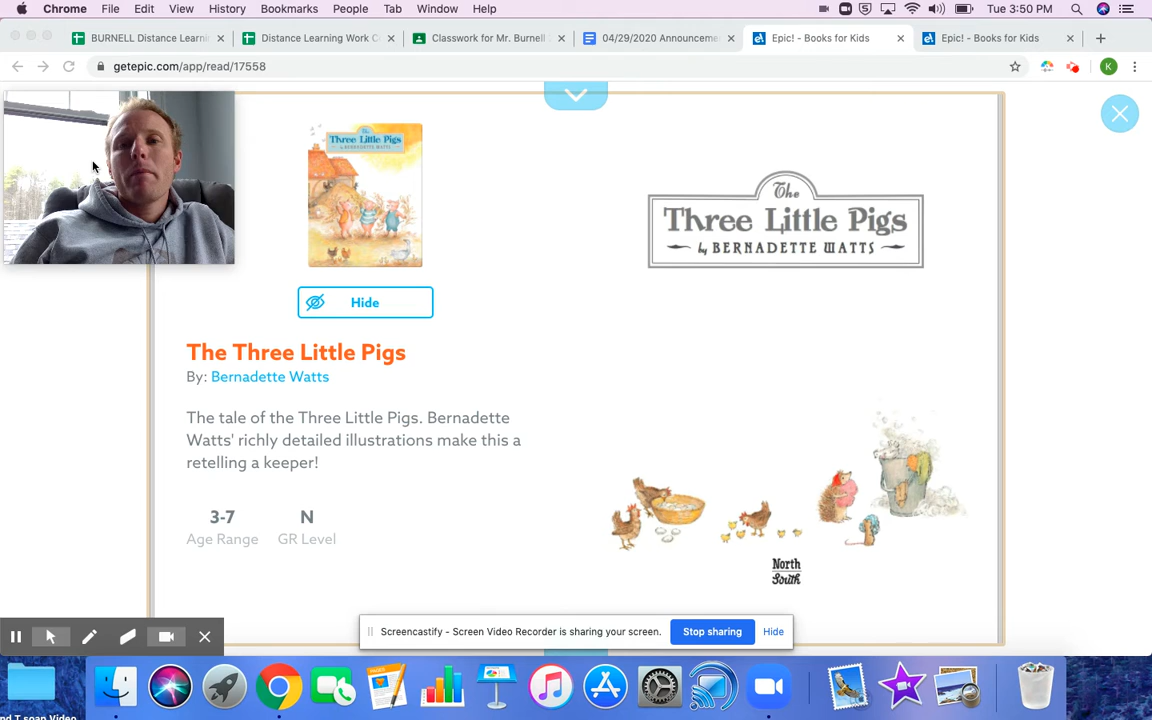 Chrome File Edit View History Bookmarks People Tab Window Help Tue 3:50 PM
BURNELL Distance Learni
Distance Learning Work C
Classwork for Mr. Burnell
04/29/2020 Announceme
Epic! - Books for Kids
Epic! - Books for Kids
getepic.com/app/read/17558
K
The
Three Little Pigs
by BERNADETTE WATTS
Hide
The Three Little Pigs
By: Bernadette Watts
The tale of the Three Little Pigs. Bernadette
Watts' richly detailed illustrations make this a
retelling a keeper!
3-7
Age Range
N
GR Level
The
Three Little Pigs
by BERNADETTE WATTS
North
South
Screencastify - Screen Video Recorder is sharing your screen.
Stop sharing
Hide
nd T soap Video